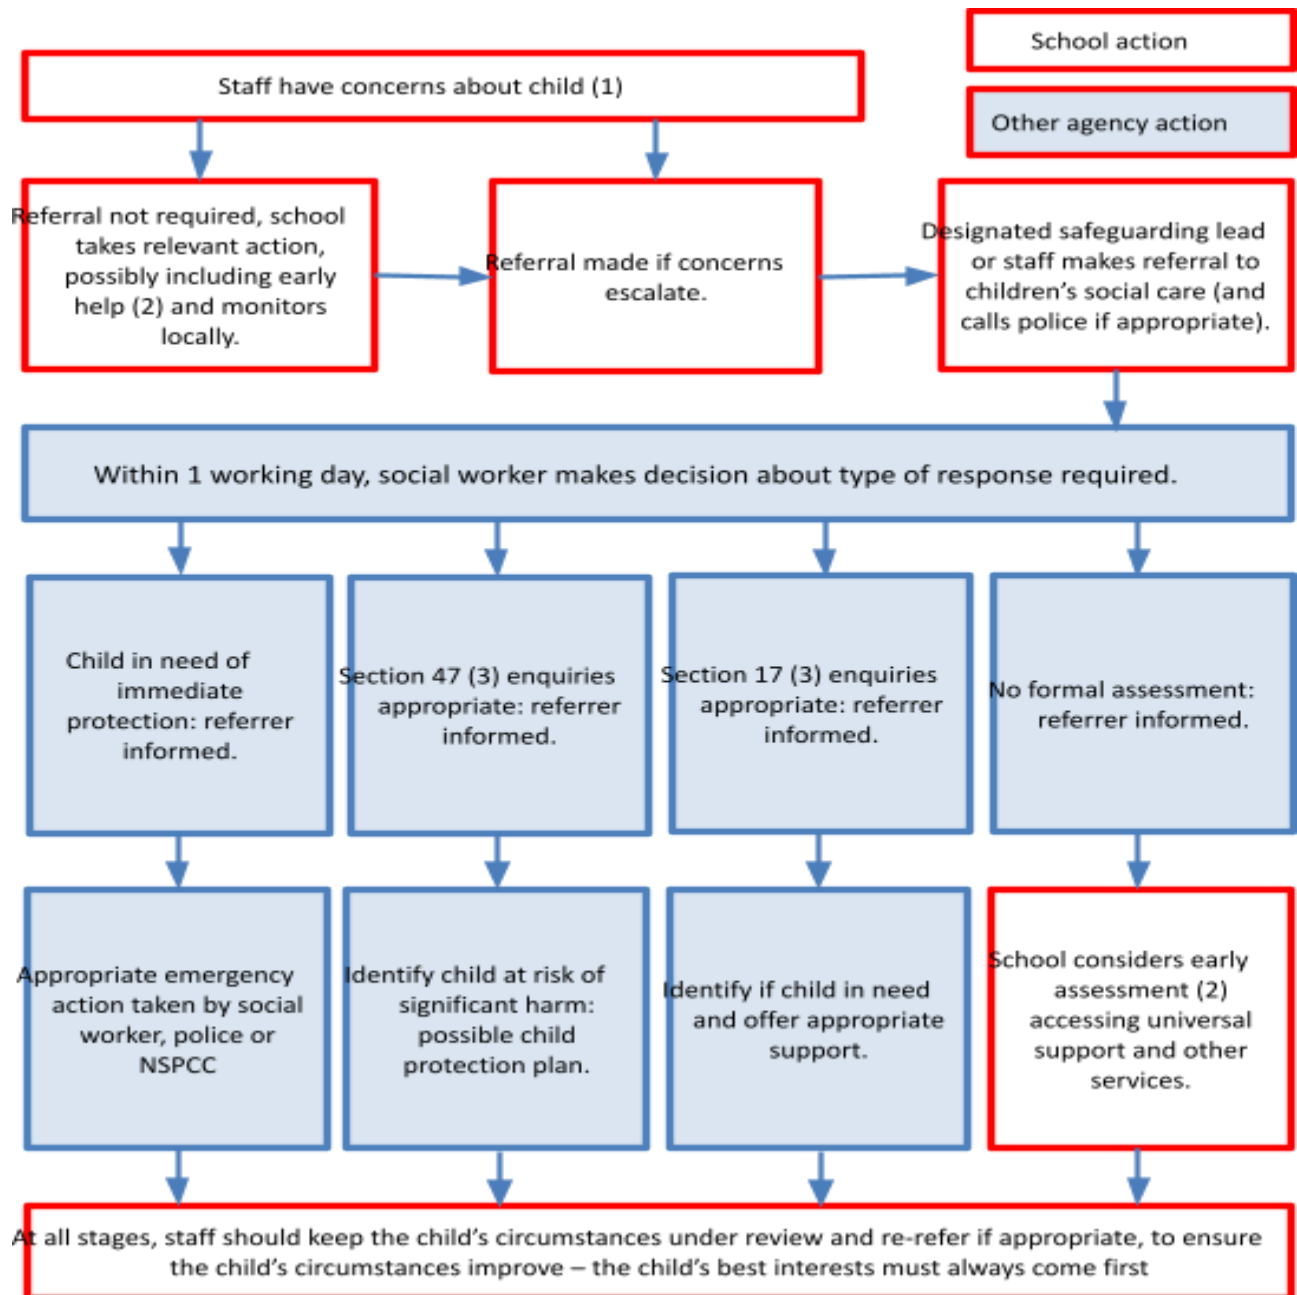 School action
Staff have concerns about child (1)
Other agency action
Referral not required, school
takes relevant action,
possibly including early
help (2) and monitors
locally.
Referral made if concerns
escalate.
Designated safeguarding lead
or staff makes referral to
children’s social care (and
calls police if appropriate).
Within 1 working day, social worker makes decision about type of response required.
Child in need of
immediate
protection: referrer
informed.
Section 47 (3) enquiries
appropriate: referrer
informed.
Section 17 (3) enquiries
appropriate: referrer
informed.
No formal assessment:
referrer informed.
Appropriate emergency
action taken by social
worker, police or
NSPCC
Identify child at risk of
significant harm:
possible child
protection plan.
Identify if child in need
and offer appropriate
support.
School considers early
assessment (2)
accessing universal
support and other
services.
At all stages, staff should keep the child’s circumstances under review and re-refer if appropriate, to ensure
the child’s circumstances improve – the child’s best interests must always come first